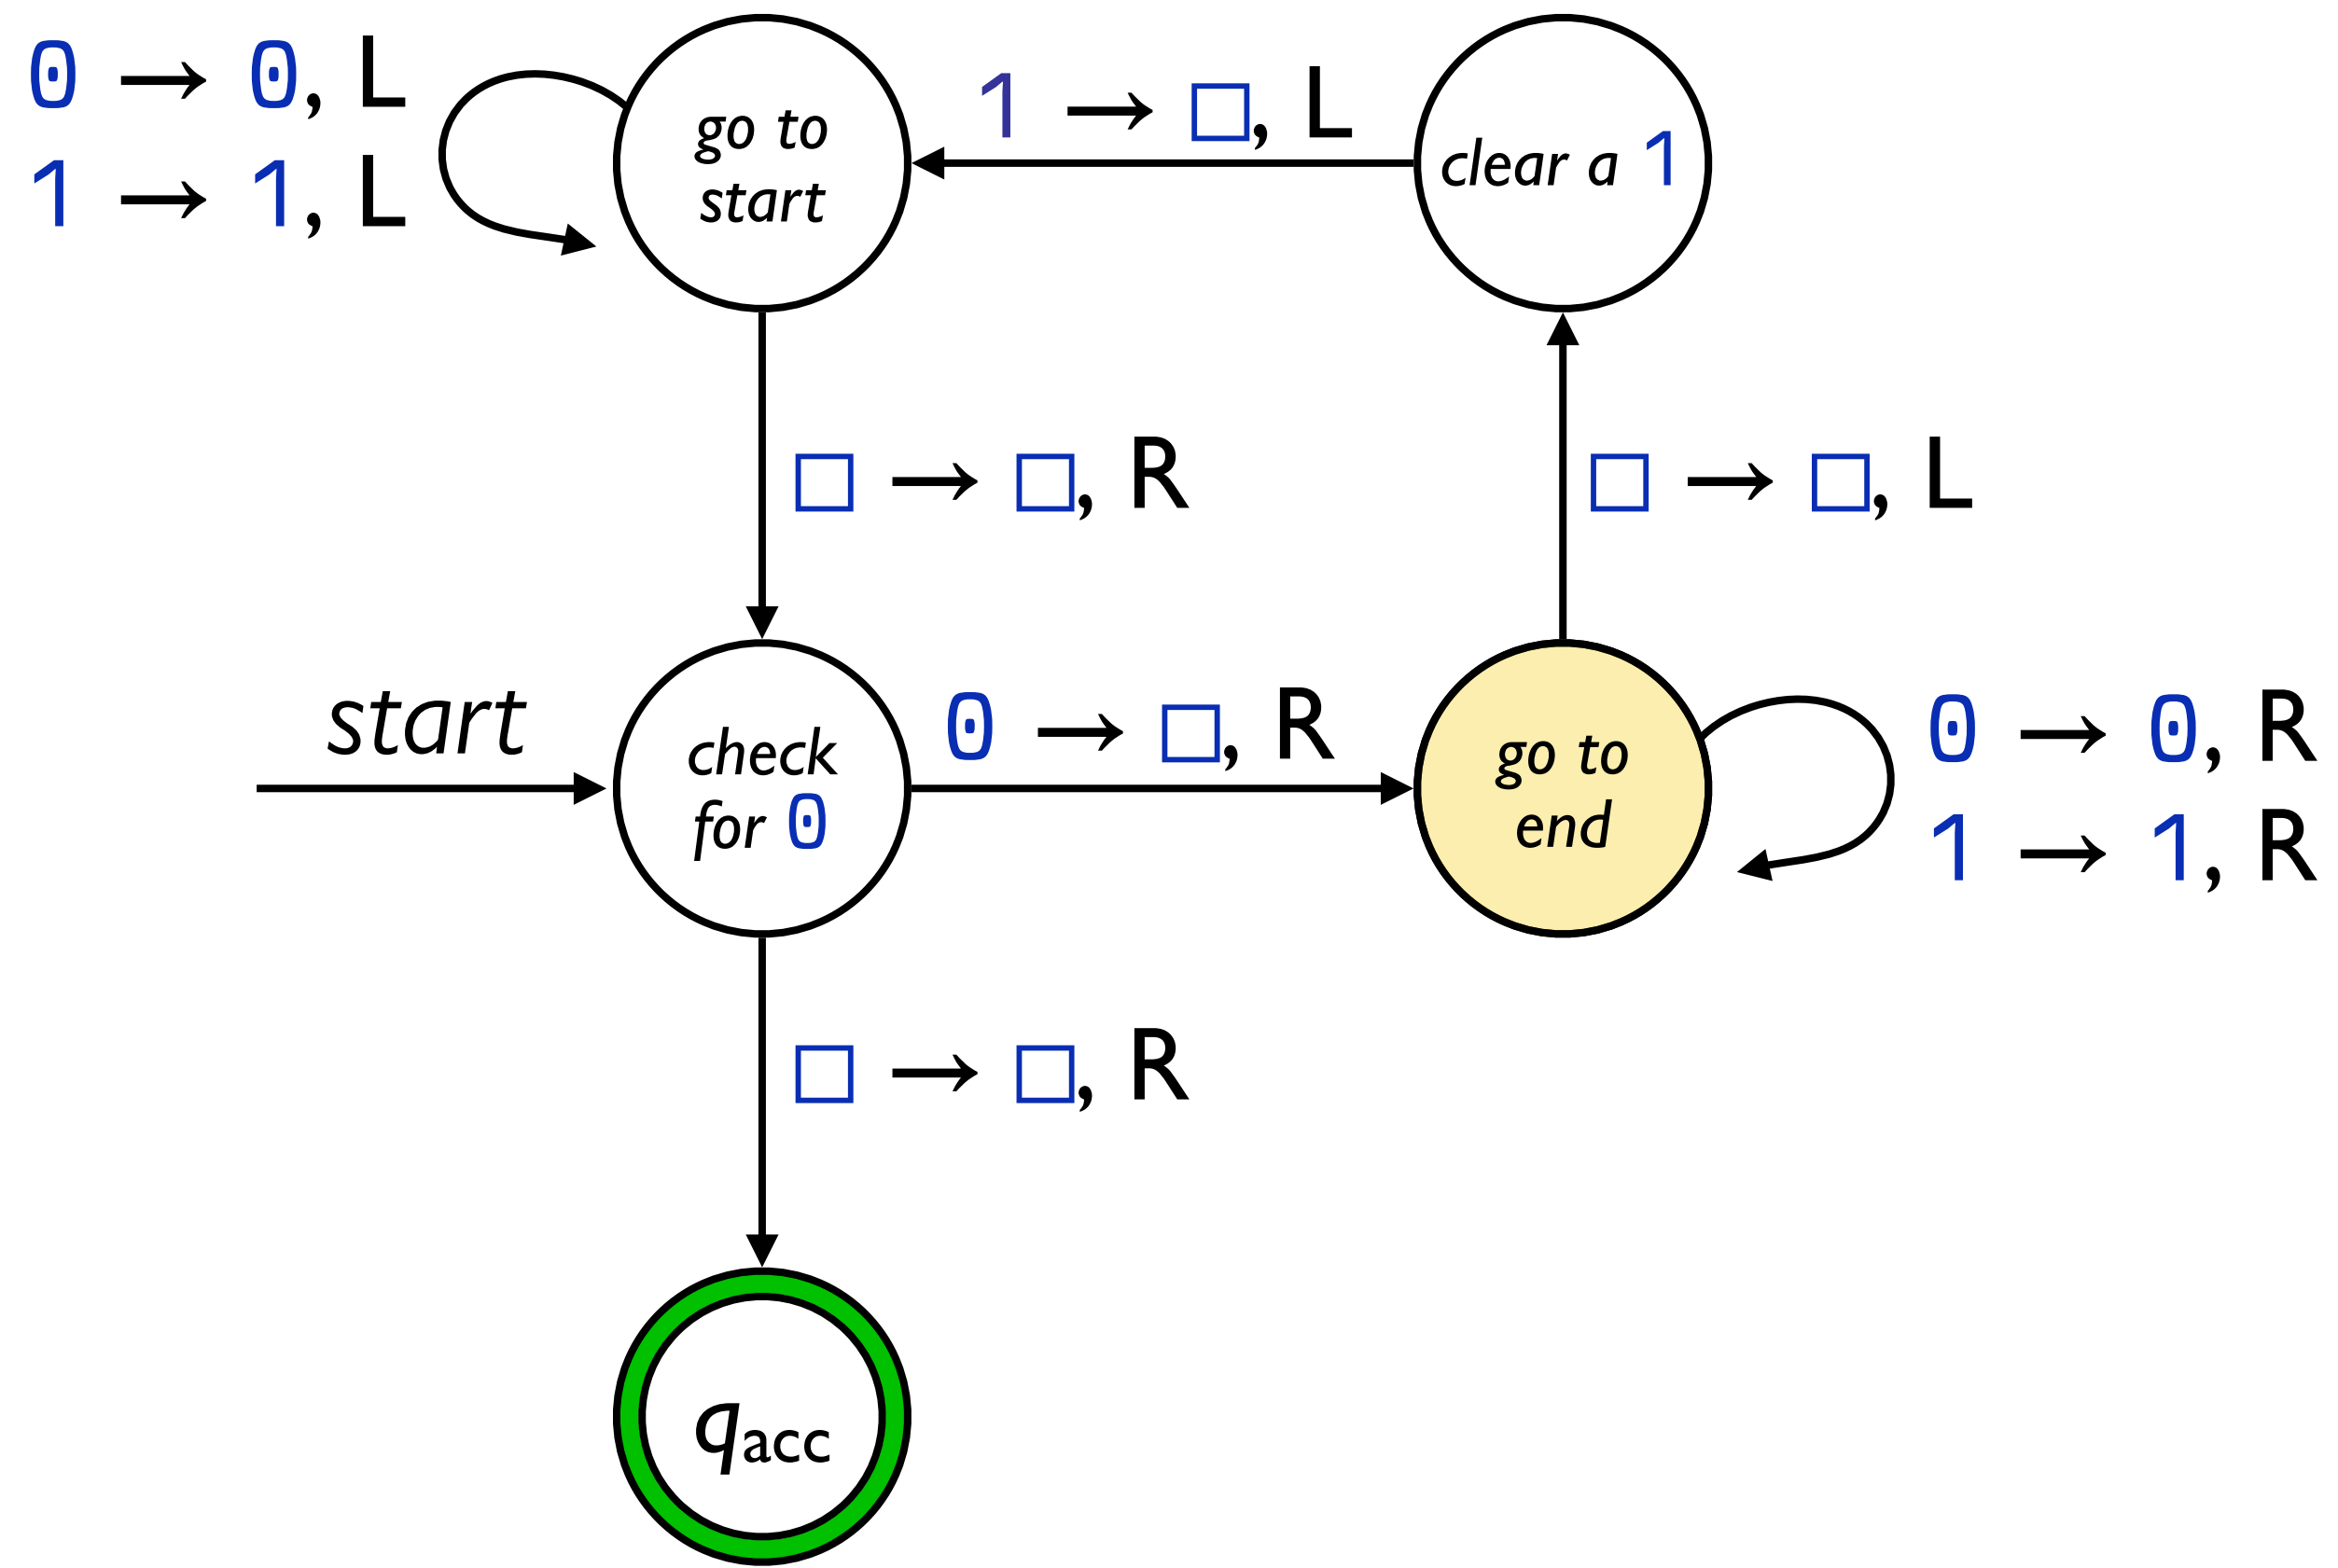 0 → 0, L
1 → 1, L
go to
start
1 → □, L
clear a 1
□ → □, R
□ → □, L
start
check
for 0
0 → □, R
go to
end
0 → 0, R
1 → 1, R
□ → □, R
qacc